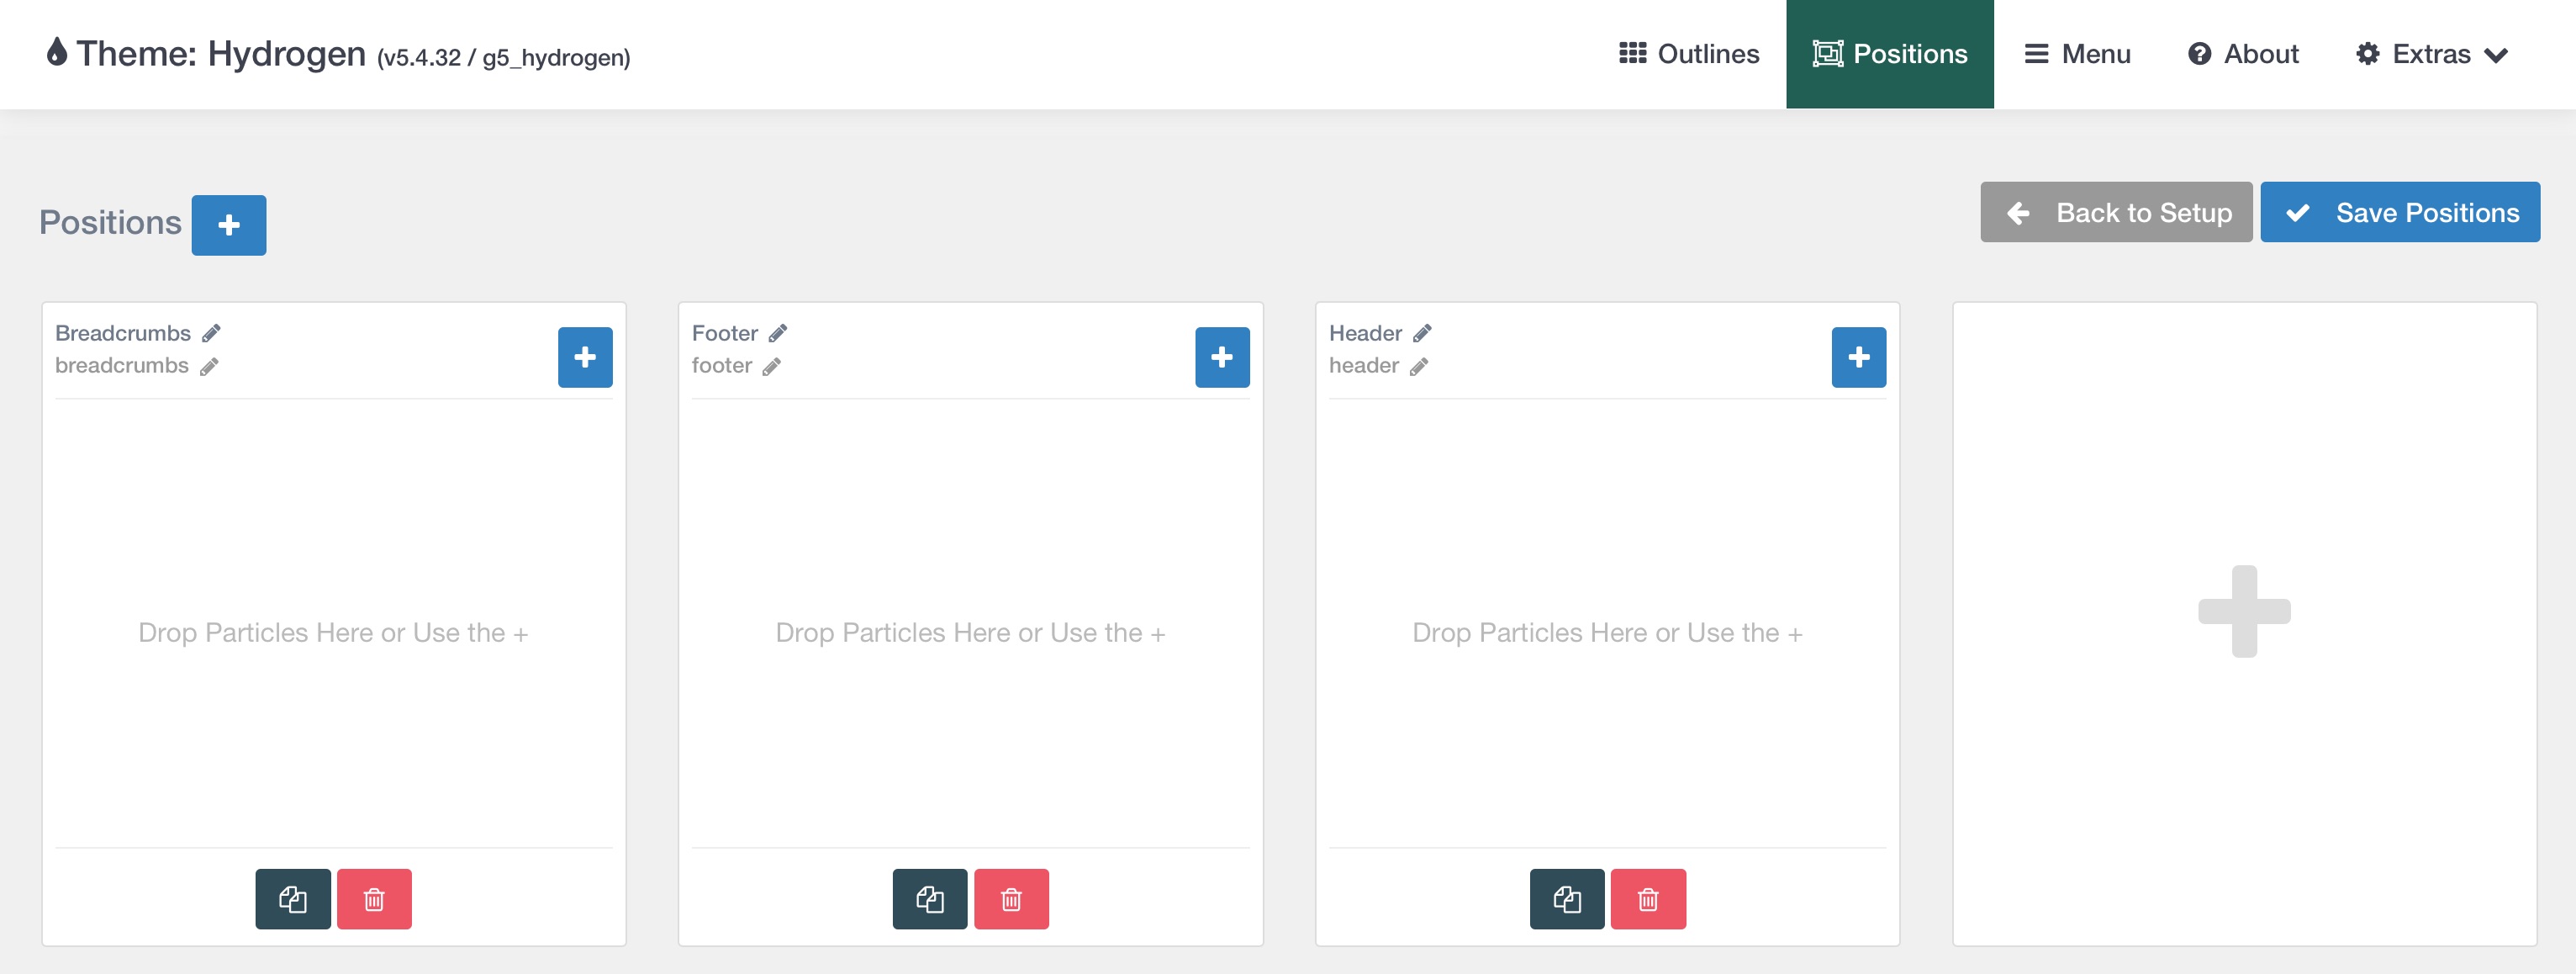 Theme: Hydrogen (v5.4.32 / g5_hydrogen)
Outlines
Positions
Menu
About
Extras
Positions
Back to Setup
Save Positions
Breadcrumbs
breadcrumbs
Drop Particles Here or Use the +
Footer
footer
Drop Particles Here or Use the +
Header
header
Drop Particles Here or Use the +